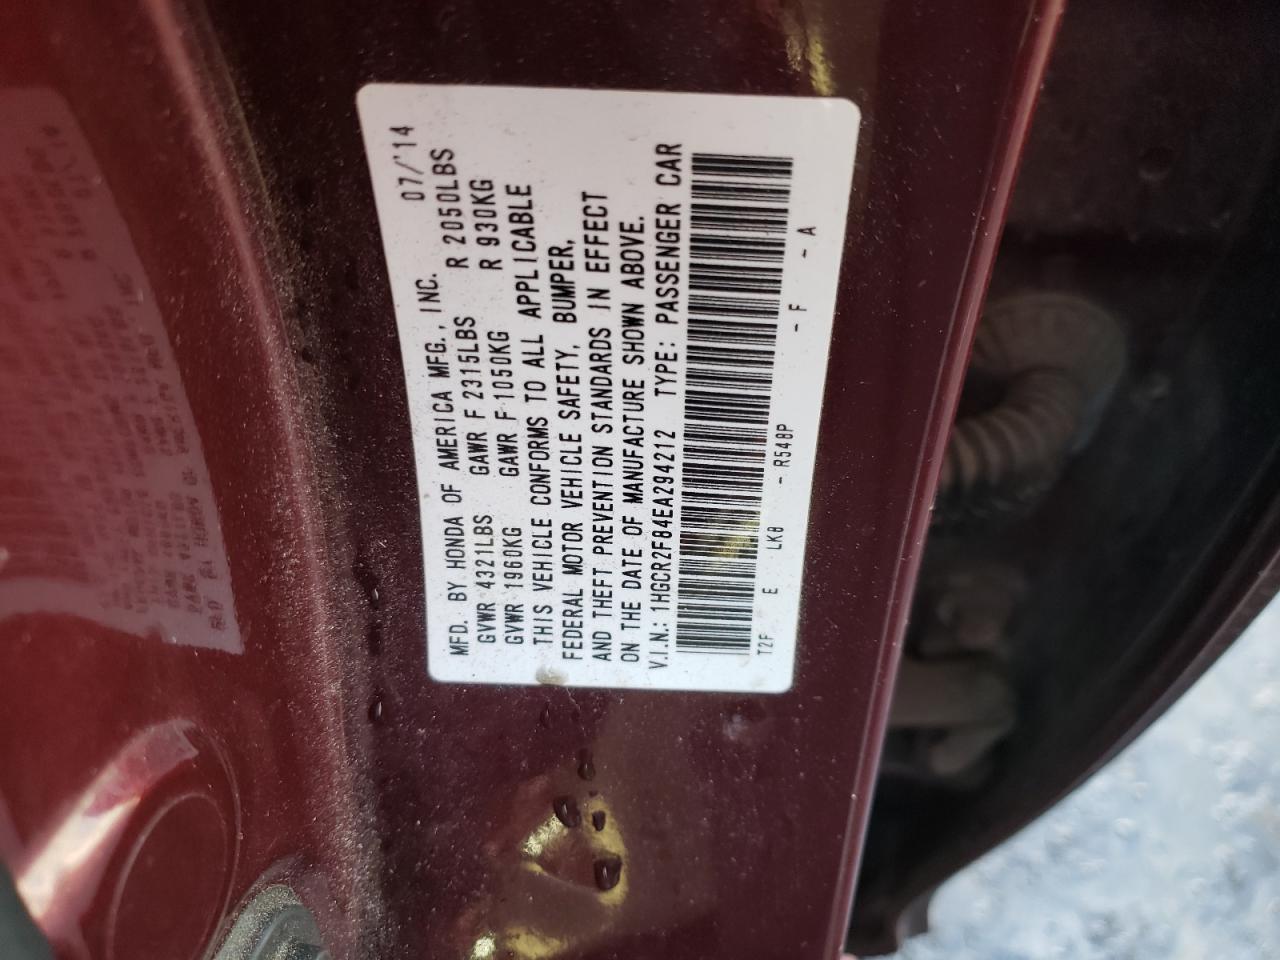 MFD. BY HONDA OF AMERICA MFG., INC. 07/'14
GVWR 4321LBS GAWR F 2315LBS R 2050LBS
GVWR 1960KG GAWR F 1050KG R 930KG
THIS VEHICLE CONFORMS TO ALL APPLICABLE
FEDERAL MOTOR VEHICLE SAFETY, BUMPER,
AND THEFT PREVENTION STANDARDS IN EFFECT
ON THE DATE OF MANUFACTURE SHOWN ABOVE.
V.I.N.: 1HGCR2F84EA294212 TYPE: PASSENGER CAR
T2F E LK8 - R548P - F - A